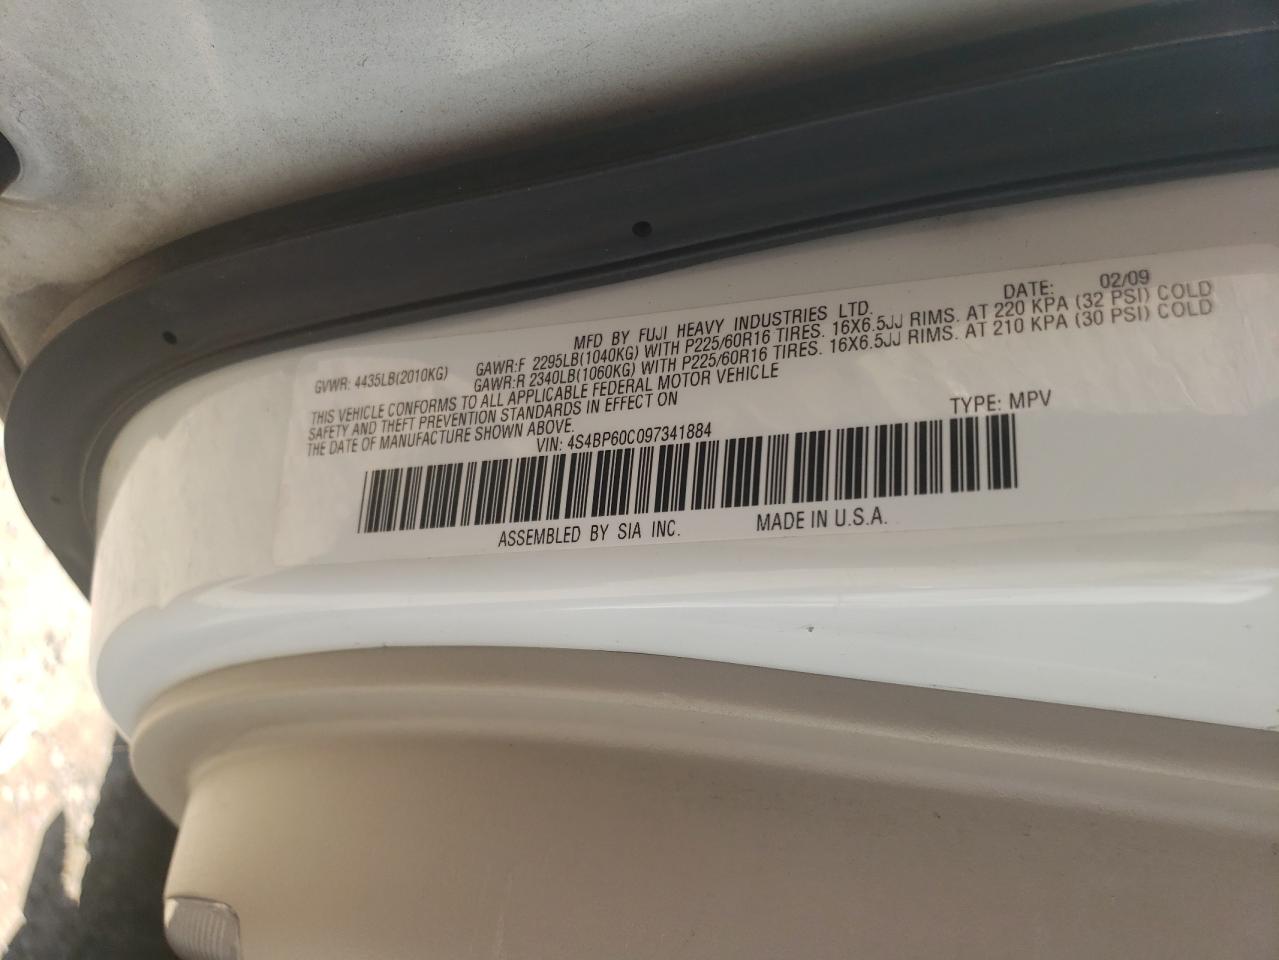 MFD BY FUJI HEAVY INDUSTRIES LTD. DATE: 02/09
GVWR: 4435LB(2010KG) GAWR:F 2295LB(1040KG) WITH P225/60R16 TIRES. 16X6.5JJ RIMS. AT 220 KPA (32 PSI) COLD
GAWR:R 2340LB(1060KG) WITH P225/60R16 TIRES. 16X6.5JJ RIMS. AT 210 KPA (30 PSI) COLD
THIS VEHICLE CONFORMS TO ALL APPLICABLE FEDERAL MOTOR VEHICLE
SAFETY AND THEFT PREVENTION STANDARDS IN EFFECT ON
THE DATE OF MANUFACTURE SHOWN ABOVE.
VIN: 4S4BP60C097341884 TYPE: MPV
ASSEMBLED BY SIA INC. MADE IN U.S.A.